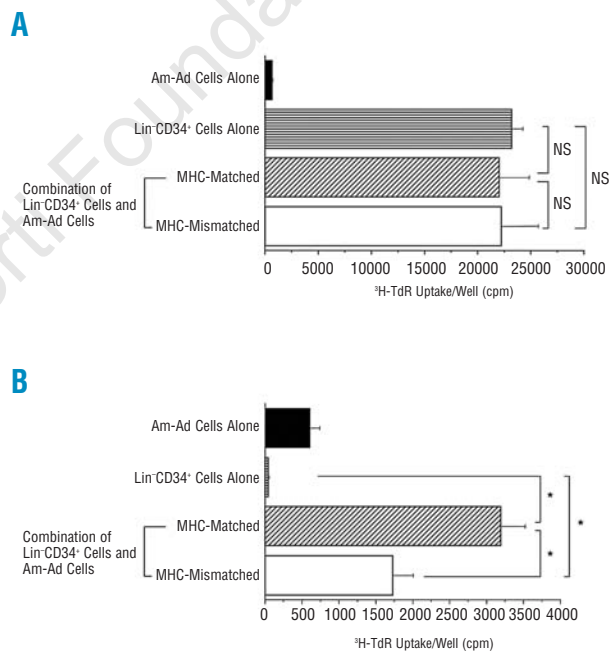 A
Am-Ad Cells Alone
Lin⁻CD34⁺ Cells Alone
MHC-Matched
Combination of
Lin⁻CD34⁺ Cells and
Am-Ad Cells
MHC-Mismatched
NS
NS
NS
0 5000 10000 15000 20000 25000 30000
³H-TdR Uptake/Well (cpm)
B
Am-Ad Cells Alone
Lin⁻CD34⁺ Cells Alone
MHC-Matched
Combination of
Lin⁻CD34⁺ Cells and
Am-Ad Cells
MHC-Mismatched
*
*
*
0 500 1000 1500 2000 2500 3000 3500 4000
³H-TdR Uptake/Well (cpm)